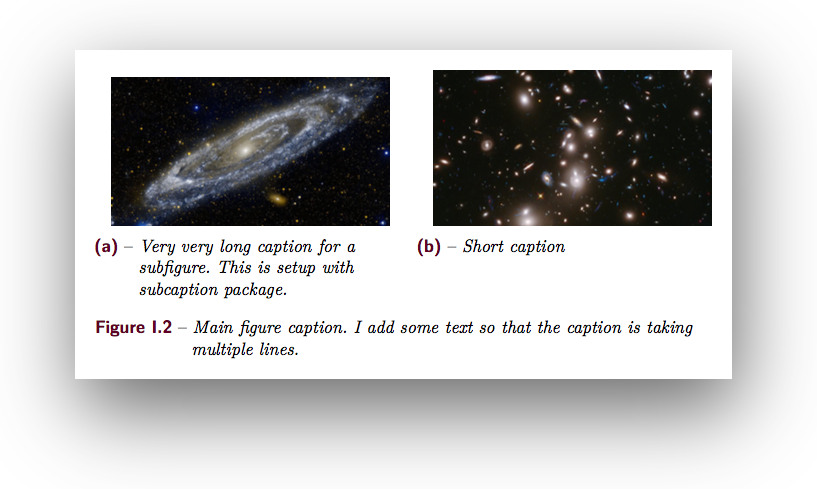 (a) – Very very long caption for a
subfigure. This is setup with
subcaption package.
(b) – Short caption
Figure I.2 – Main figure caption. I add some text so that the caption is taking
multiple lines.